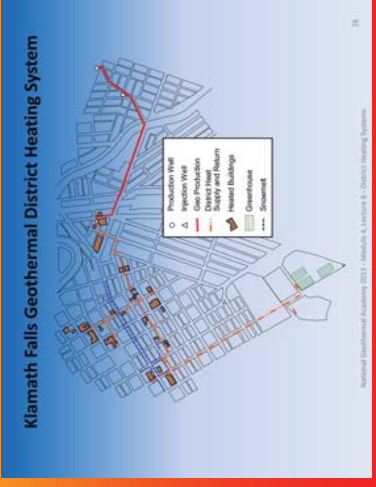 Klamath Falls Geothermal District Heating System
Production Well
Injection Well
Geo Production
District Heat
Supply and Return
Heated Buildings
Greenhouse
Snowmelt
National Geothermal Academy 2013 - Module 4, Lecture 6 - District Heating Systems